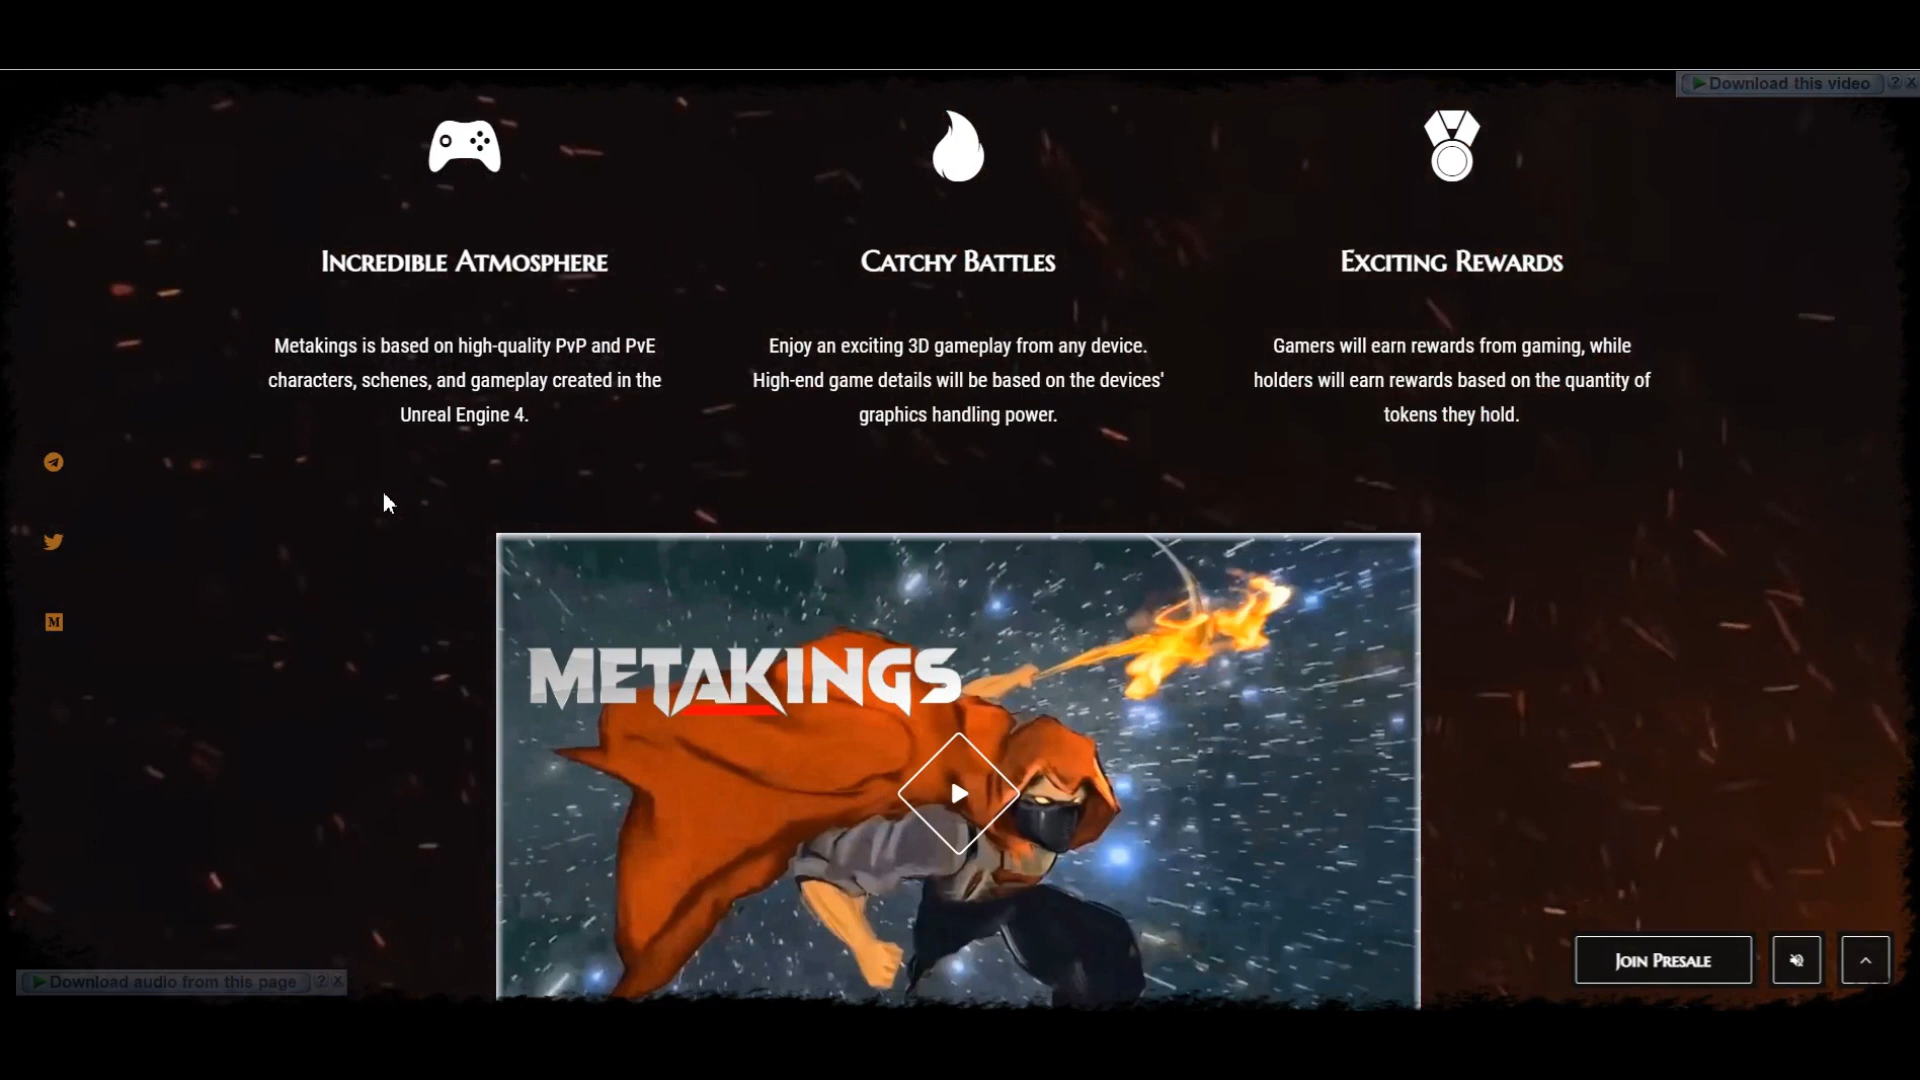 Download this video
INCREDIBLE ATMOSPHERE
Metakings is based on high-quality PvP and PvE
characters, schenes, and gameplay created in the
Unreal Engine 4.
CATCHY BATTLES
Enjoy an exciting 3D gameplay from any device.
High-end game details will be based on the devices'
graphics handling power.
EXCITING REWARDS
Gamers will earn rewards from gaming, while
holders will earn rewards based on the quantity of
tokens they hold.
M
METAKINGS
Download audio from this page
JOIN PRESALE